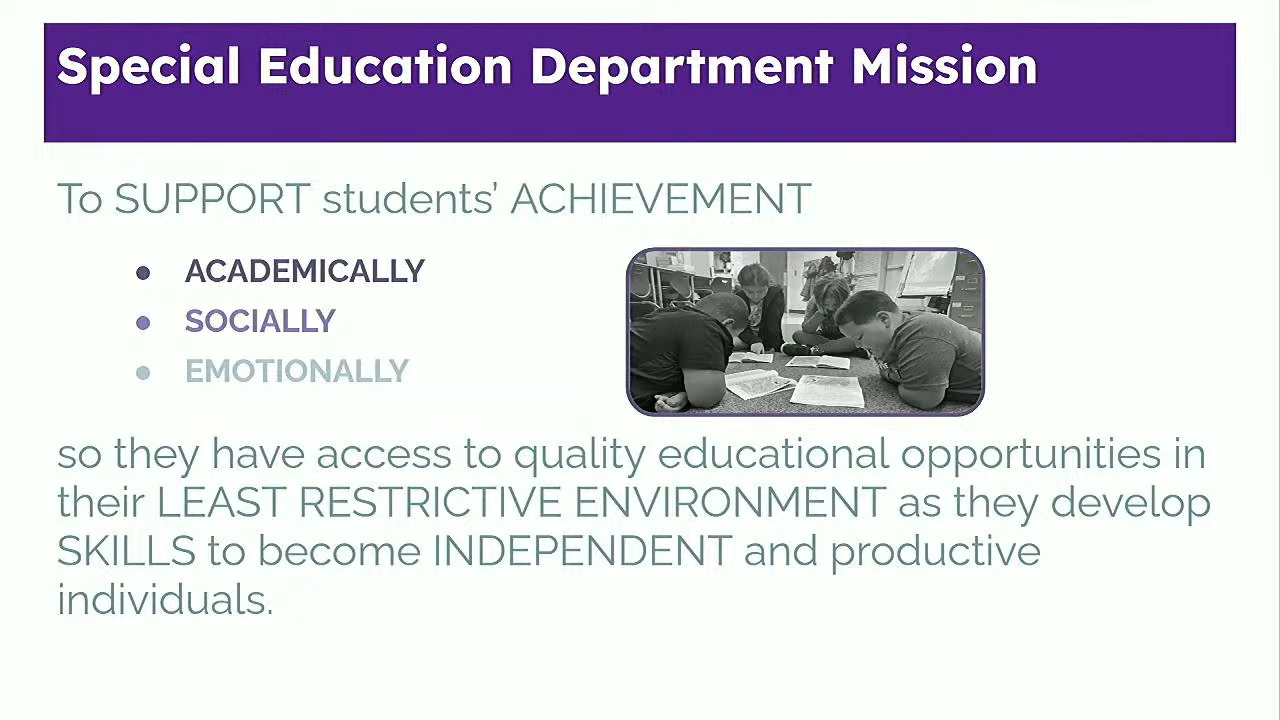 Special Education Department Mission
To SUPPORT students’ ACHIEVEMENT
● ACADEMICALLY
● SOCIALLY
● EMOTIONALLY
so they have access to quality educational opportunities in
their LEAST RESTRICTIVE ENVIRONMENT as they develop
SKILLS to become INDEPENDENT and productive
individuals.